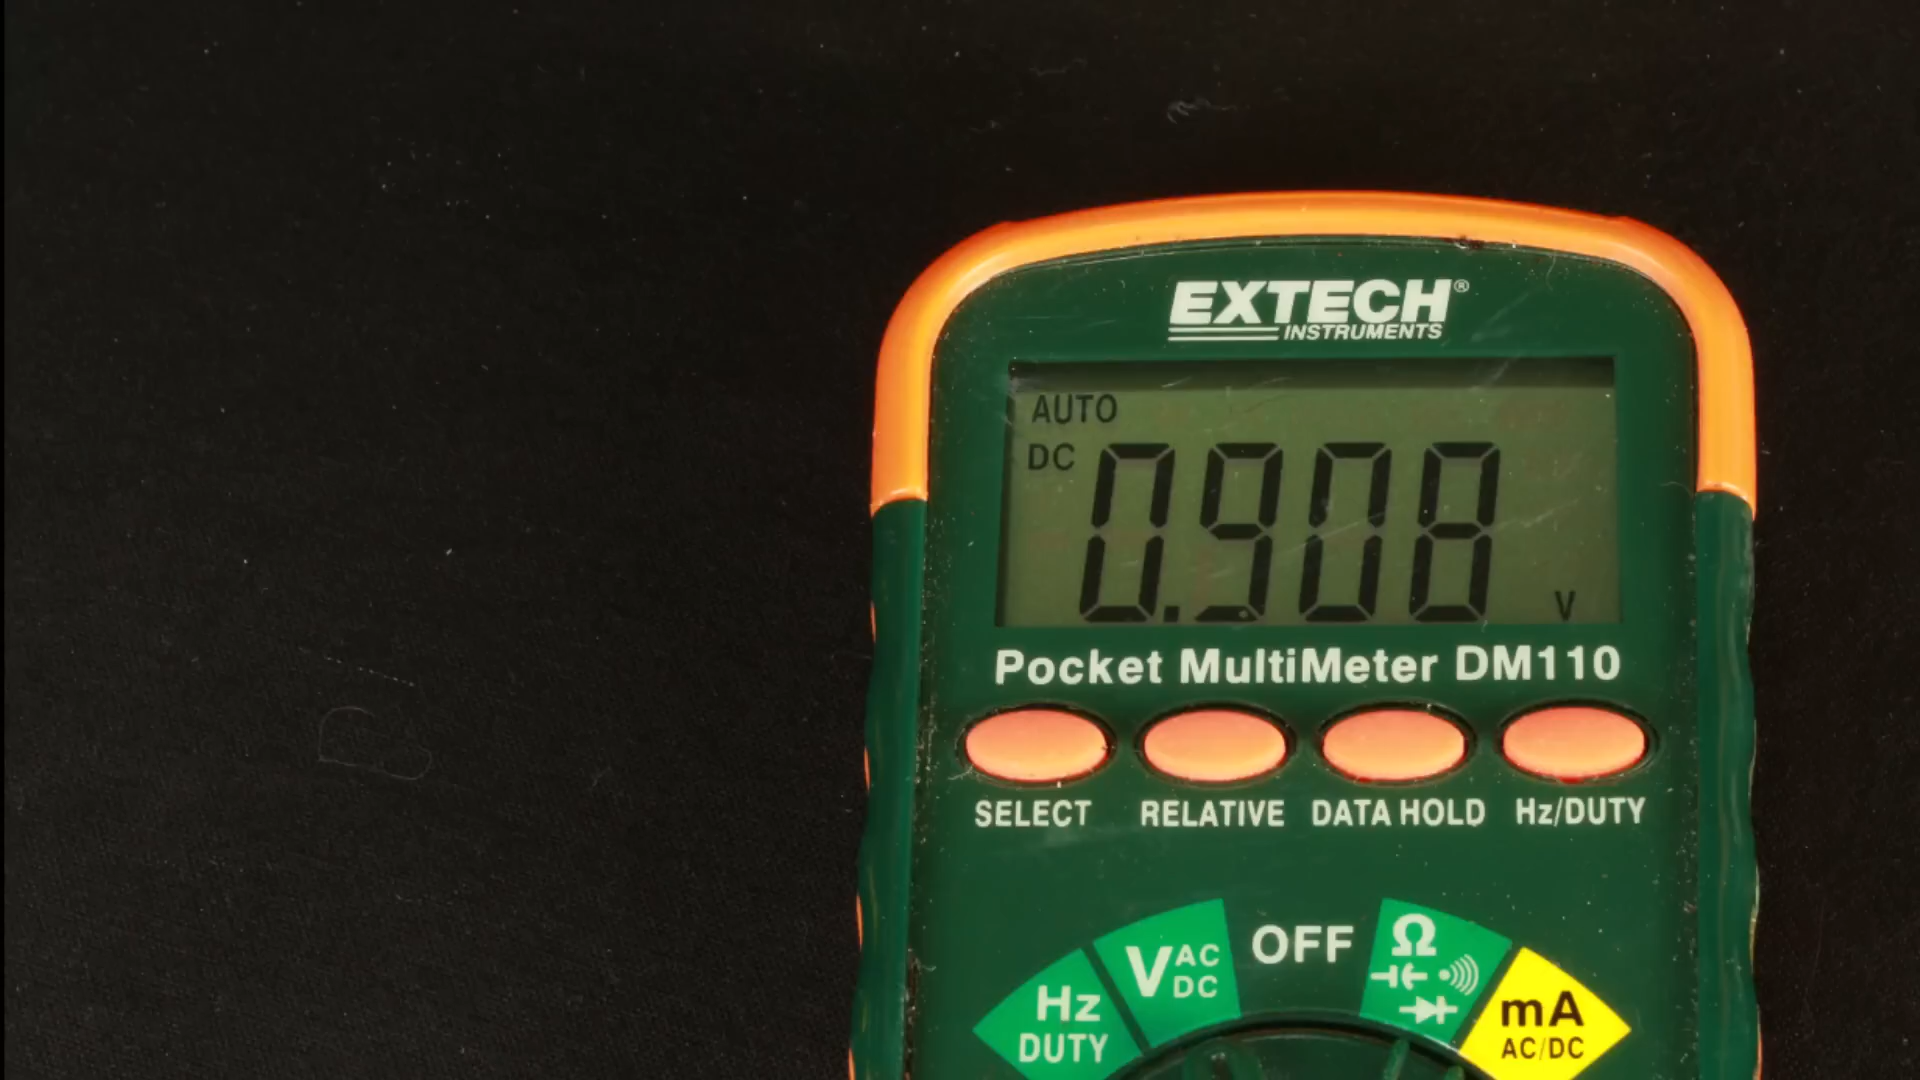 EXTECH®
INSTRUMENTS
AUTO
DC 0.908 V
Pocket MultiMeter DM110
SELECT RELATIVE DATA HOLD Hz/DUTY
OFF
V AC DC
Ω
Hz DUTY
mA AC/DC